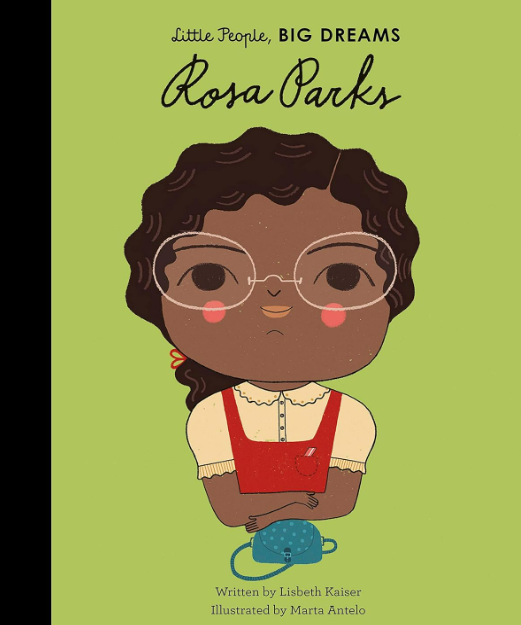 Little People, BIG DREAMS
Rosa Parks
Written by Lisbeth Kaiser
Illustrated by Marta Antelo